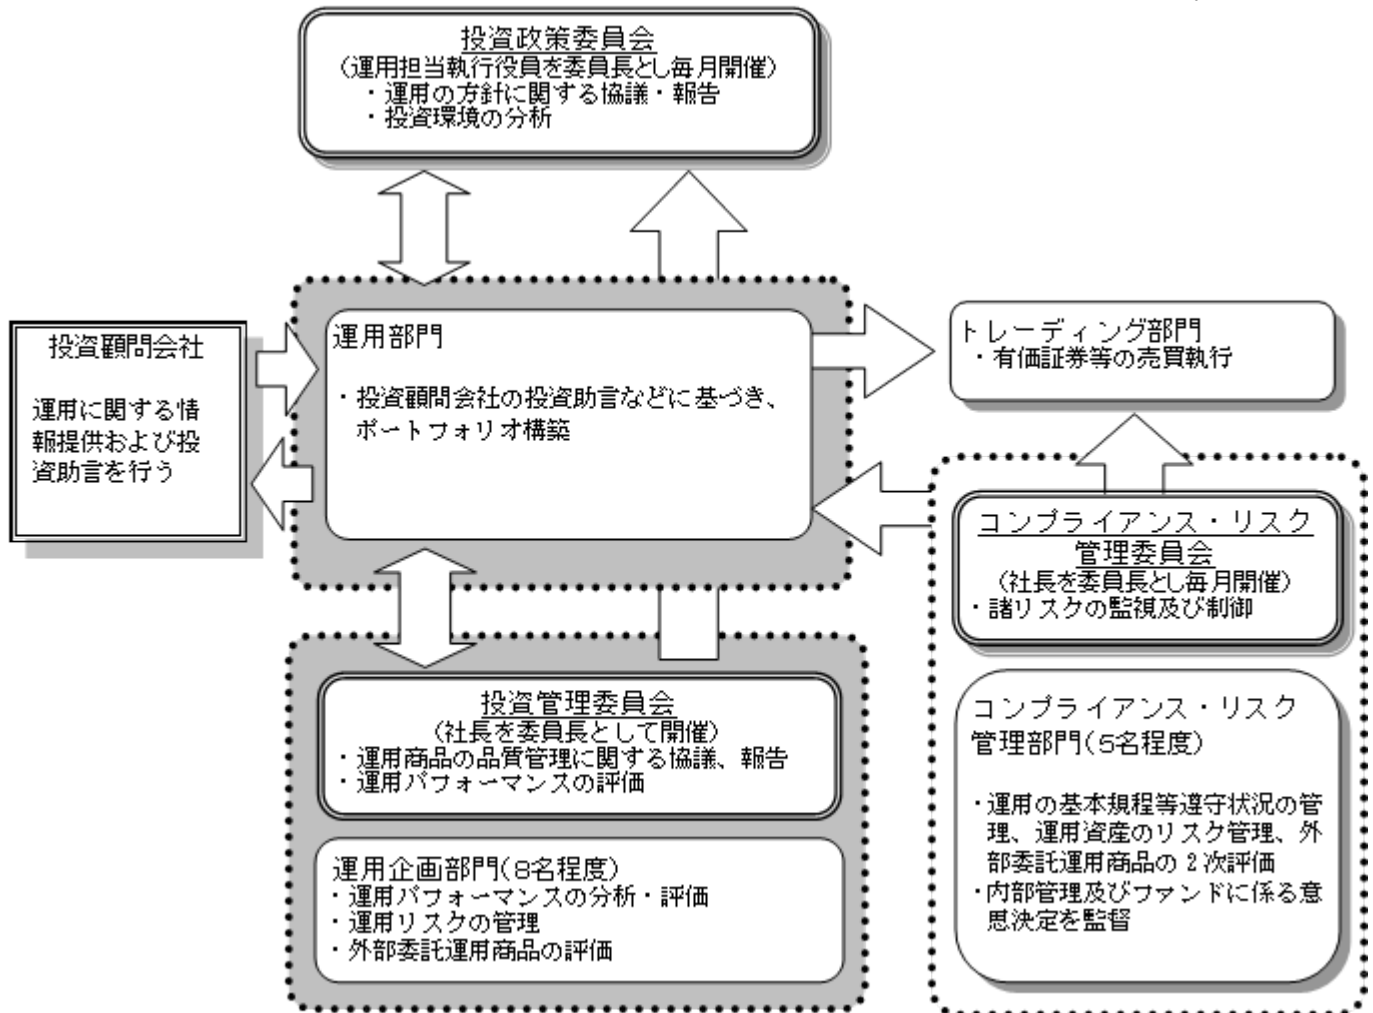 投資政策委員会
(運用担当執行役員を委員長とし毎月開催)
・運用の方針に関する協議・報告
・投資環境の分析
投資顧問会社
運用に関する情
報提供および投
資助言を行う
運用部門
・投資顧問会社の投資助言などに基づき、
ポートフォリオ構築
トレーディング部門
・有価証券等の売買執行
コンプライアンス・リスク
管理委員会
(社長を委員長とし毎月開催)
・諸リスクの監視及び制御
投資管理委員会
(社長を委員長として開催)
・運用商品の品質管理に関する協議、報告
・運用パフォーマンスの評価
運用企画部門(8名程度)
・運用パフォーマンスの分析・評価
・運用リスクの管理
・外部委託運用商品の評価
コンプライアンス・リスク
管理部門(5名程度)
・運用の基本規程等遵守状況の管
理、運用資産のリスク管理、外
部委託運用商品の2次評価
・内部管理及びファンドに係る意
思決定を監督